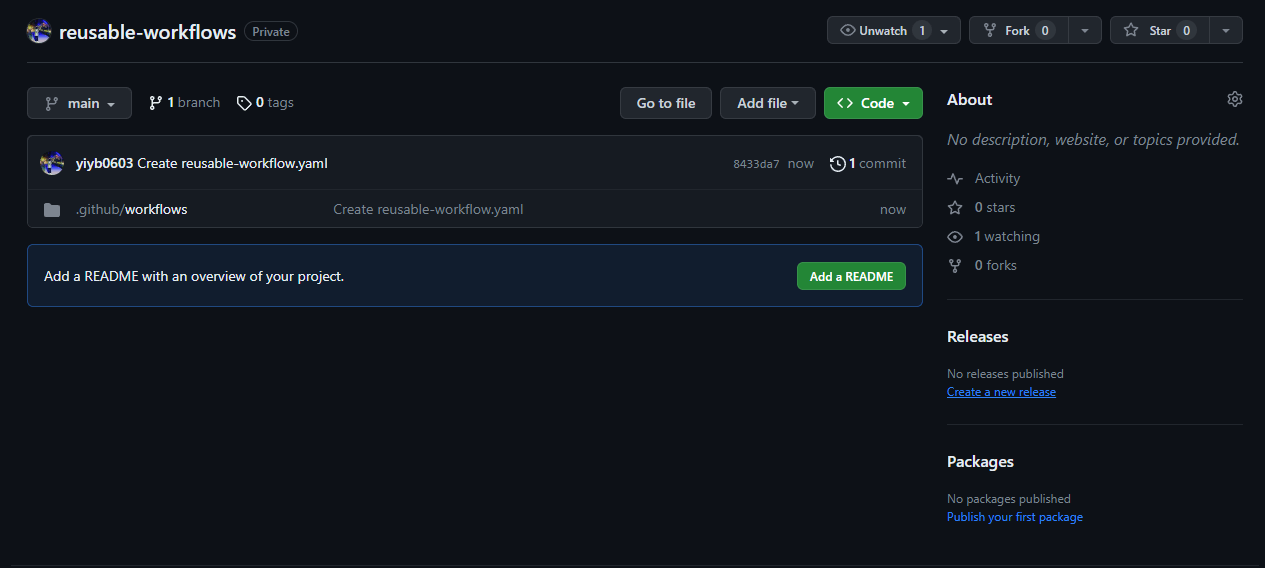 reusable-workflows Private
Unwatch 1
Fork 0
Star 0
main
1 branch
0 tags
Go to file
Add file
Code
yiyb0603 Create reusable-workflow.yaml
8433da7 now
1 commit
.github/workflows
Create reusable-workflow.yaml
now
Add a README with an overview of your project.
Add a README
About
No description, website, or topics provided.
Activity
0 stars
1 watching
0 forks
Releases
No releases published
Create a new release
Packages
No packages published
Publish your first package